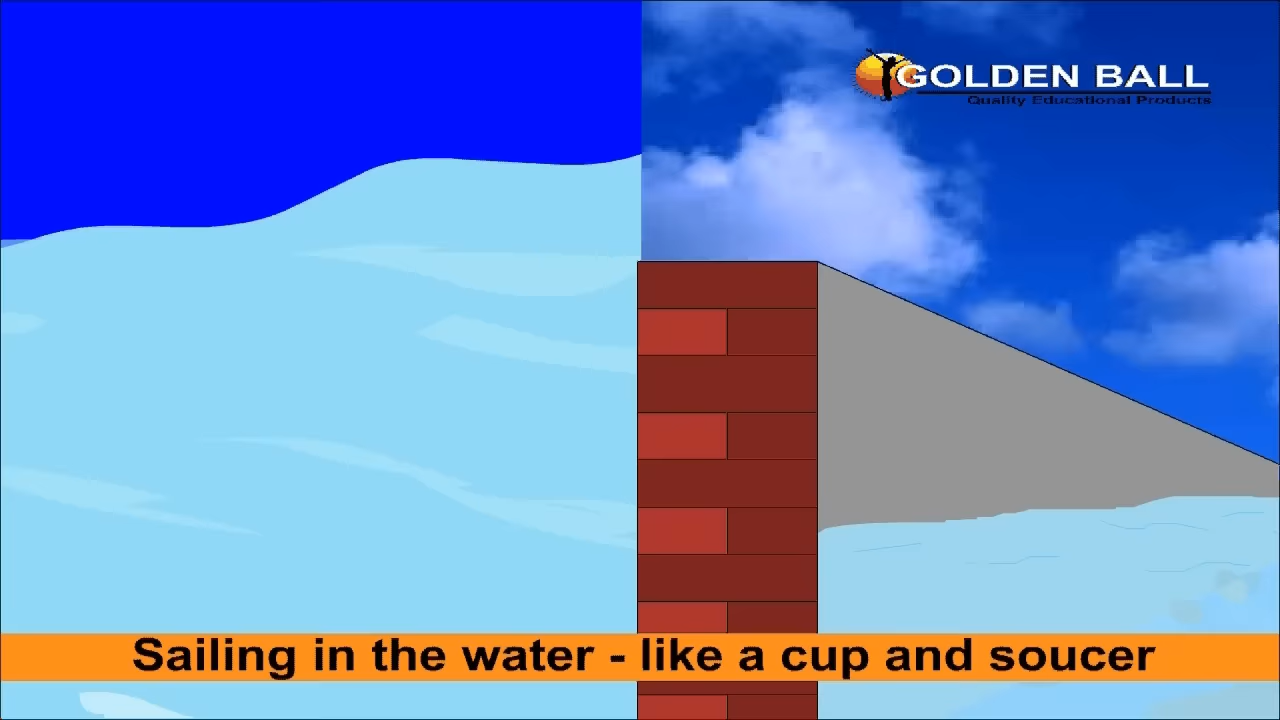 GOLDEN BALL
Quality Educational Products
Sailing in the water - like a cup and soucer